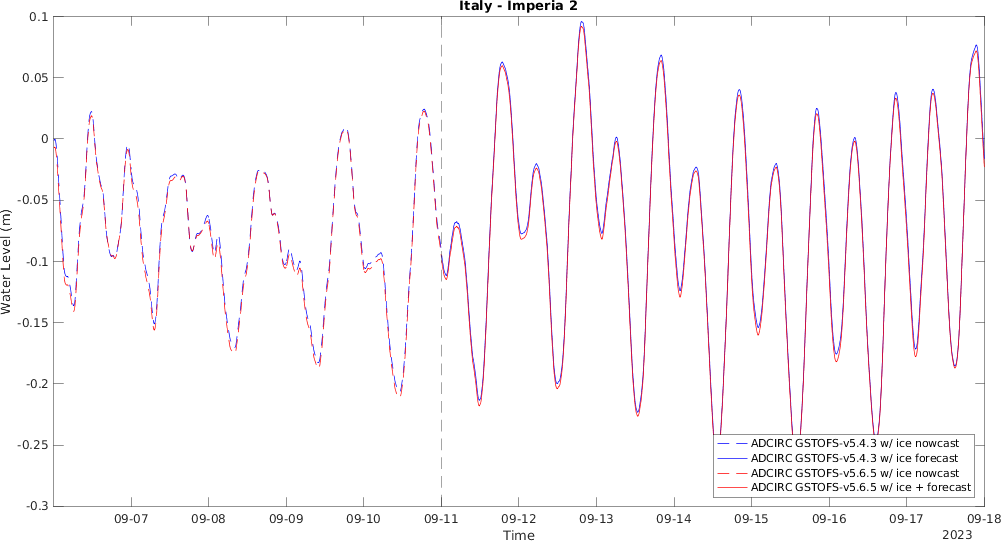 Italy - Imperia 2
0.1
0.05
0
-0.05
-0.1
-0.15
-0.2
-0.25
-0.3
Water Level (m)
09-07 09-08 09-09 09-10 09-11 09-12 09-13 09-14 09-15 09-16 09-17 09-18
Time
2023
ADCIRC GSTOFS-v5.4.3 w/ ice nowcast
ADCIRC GSTOFS-v5.4.3 w/ ice forecast
ADCIRC GSTOFS-v5.6.5 w/ ice nowcast
ADCIRC GSTOFS-v5.6.5 w/ ice + forecast